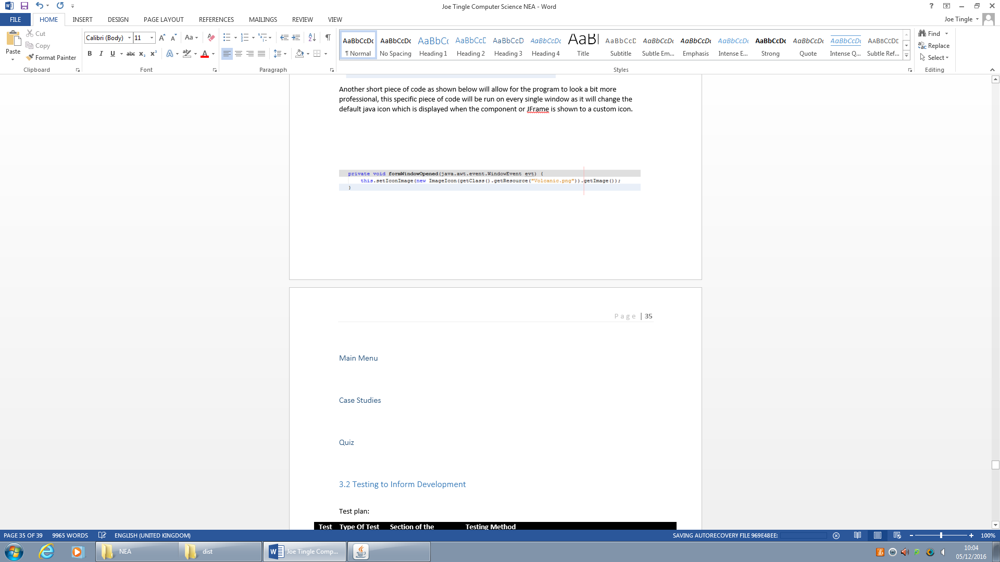 Joe Tingle Computer Science NEA - Word
FILE HOME INSERT DESIGN PAGE LAYOUT REFERENCES MAILINGS REVIEW VIEW
Joe Tingle
Paste
Cut
Copy
Format Painter
Clipboard
Calibri (Body) 11
Font
Paragraph
AaBbCcDc AaBbCcDc AaBbCc AaBbCcD AaBbCcD AaBbCcDc AaBl AaBbCcD AaBbCcDc AaBbCcDc AaBbCcDc AaBbCcDc AaBbCcDc AaBbCcDc AABBCCDD
¶ Normal No Spacing Heading 1 Heading 2 Heading 3 Heading 4 Title Subtitle Subtle Em... Emphasis Intense E... Strong Quote Intense Q... Subtle Ref...
Styles
Find
Replace
Select
Editing
Another short piece of code as shown below will allow for the program to look a bit more
professional, this specific piece of code will be run on every single window as it will change the
default java icon which is displayed when the component or JFrame is shown to a custom icon.
private void formWindowOpened(java.awt.event.WindowEvent evt) {
this.setIconImage(new ImageIcon(getClass().getResource("Volcanic.png")).getImage());
}
Page | 35
Main Menu
Case Studies
Quiz
3.2 Testing to Inform Development
Test plan:
Test Type Of Test Section of the Testing Method
PAGE 35 OF 39 9965 WORDS ENGLISH (UNITED KINGDOM) SAVING AUTORECOVERY FILE 969E48EE: 100%
NEA dist Joe Tingle Comp...
10:04
05/12/2016